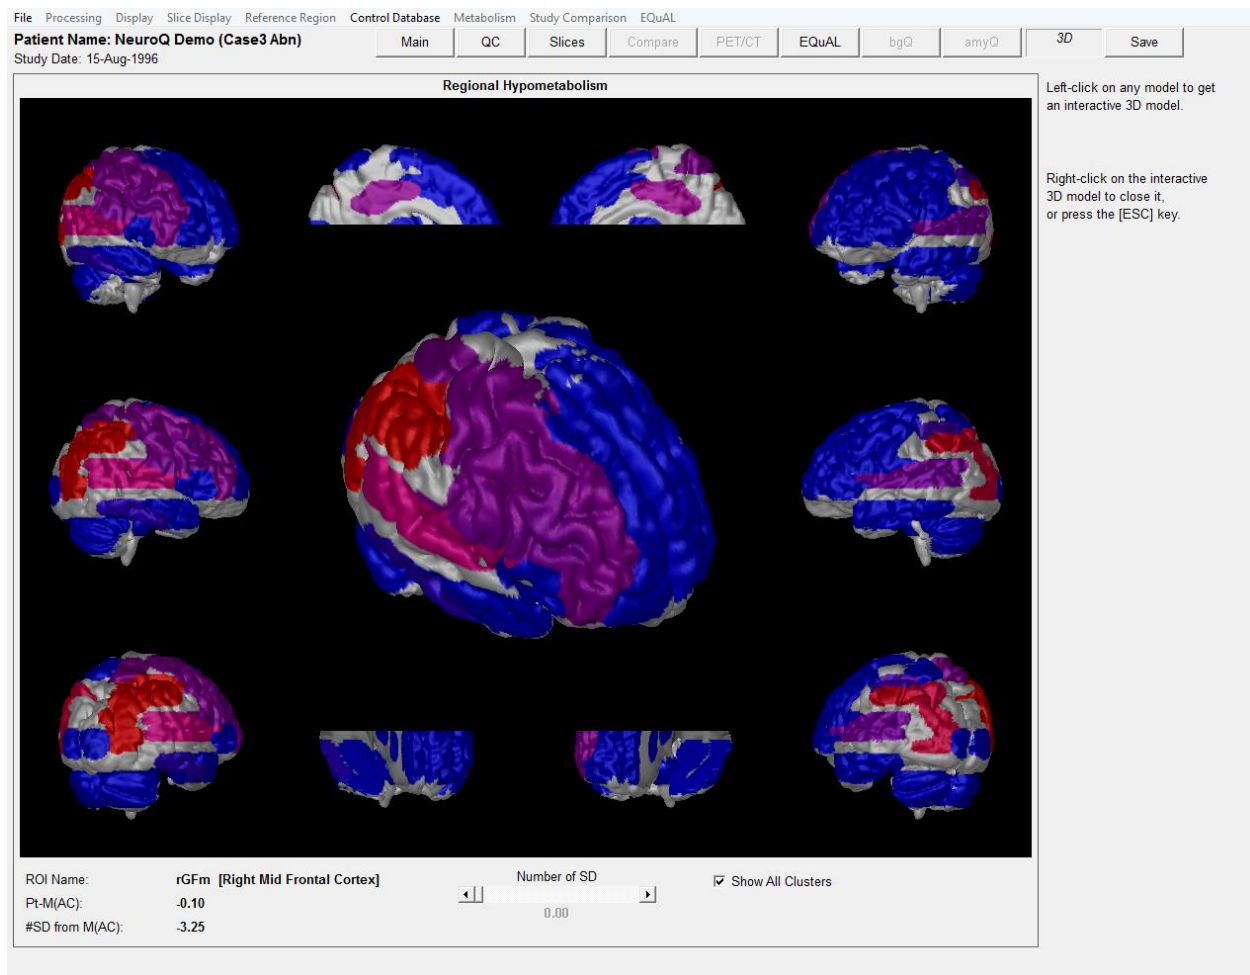 File Processing Display Slice Display Reference Region Control Database Metabolism Study Comparison EQuAL
Patient Name: NeuroQ Demo (Case3 Abn)
Study Date: 15-Aug-1996
Main QC Slices Compare PET/CT EQuAL bgQ amyQ 3D Save
Regional Hypometabolism
Left-click on any model to get
an interactive 3D model.
Right-click on the interactive
3D model to close it,
or press the [ESC] key.
ROI Name: rGFm [Right Mid Frontal Cortex]
Pt-M(AC): -0.10
#SD from M(AC): -3.25
Number of SD
0.00
Show All Clusters